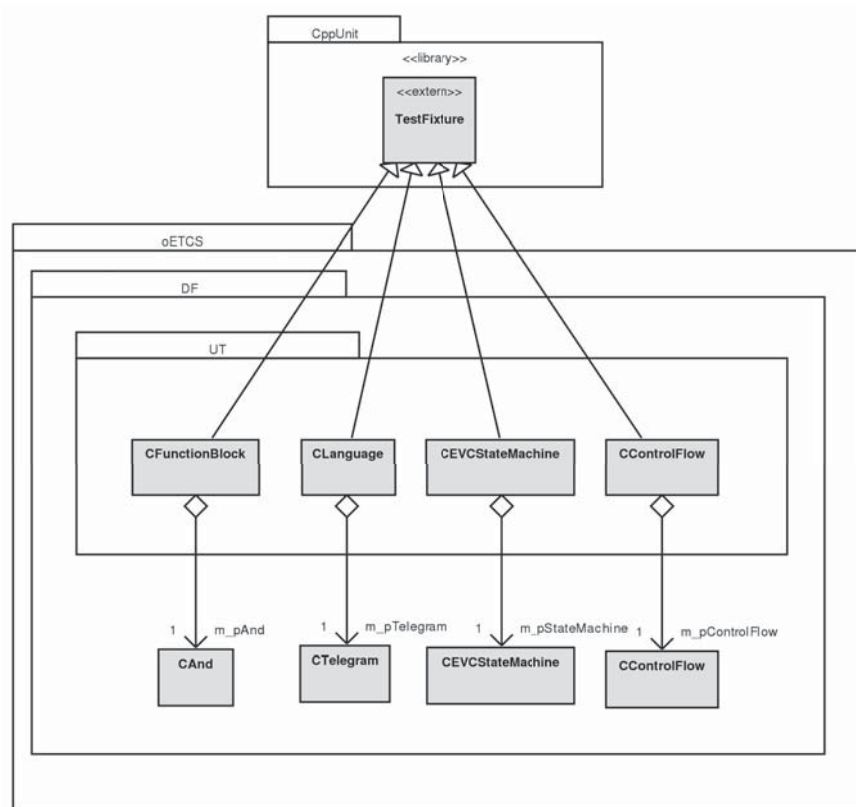 CppUnit
<<library>>
<<extern>>
TestFixture
oETCS
DF
UT
CFunctionBlock
CLanguage
CEVCStateMachine
CControlFlow
1
m_pAnd
1
m_pTelegram
1
m_pStateMachine
1
m_pControlFlow
CAnd
CTelegram
CEVCStateMachine
CControlFlow